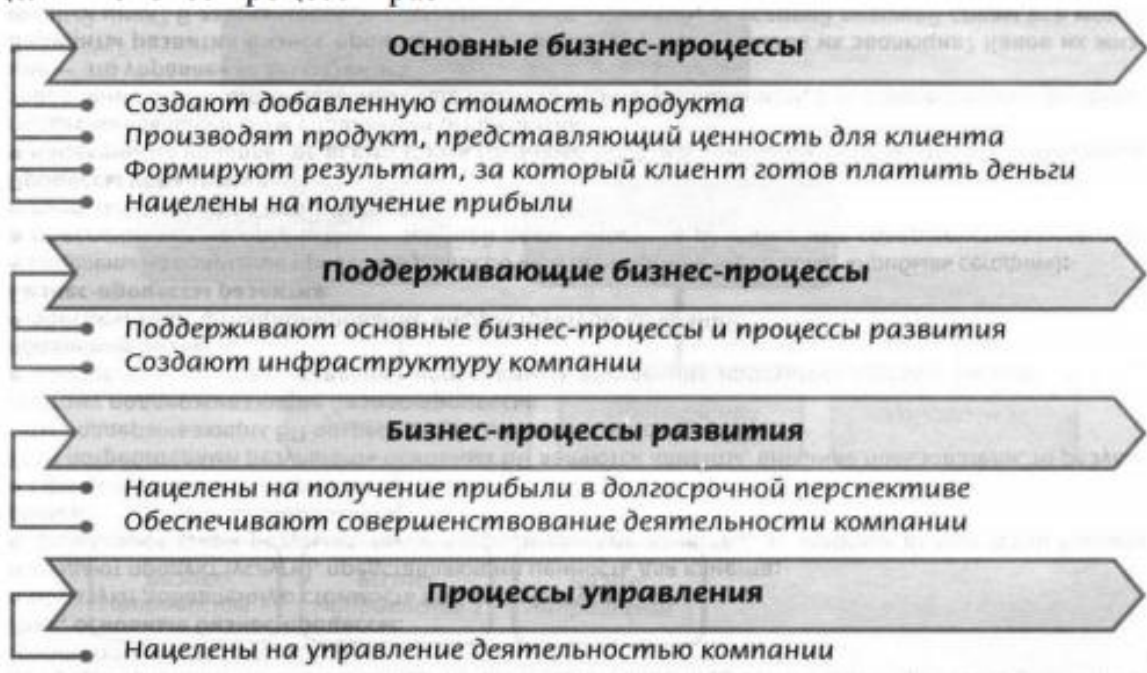 Основные бизнес-процессы
Создают добавленную стоимость продукта
Производят продукт, представляющий ценность для клиента
Формируют результат, за который клиент готов платить деньги
Нацелены на получение прибыли
Поддерживающие бизнес-процессы
Поддерживают основные бизнес-процессы и процессы развития
Создают инфраструктуру компании
Бизнес-процессы развития
Нацелены на получение прибыли в долгосрочной перспективе
Обеспечивают совершенствование деятельности компании
Процессы управления
Нацелены на управление деятельностью компании